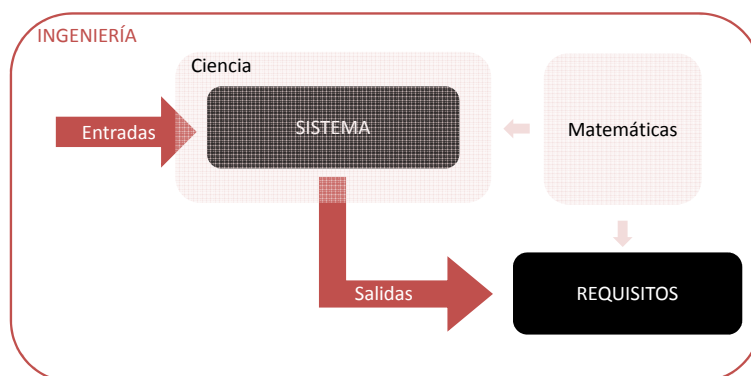 INGENIERÍA
Ciencia
Entradas
SISTEMA
Matemáticas
Salidas
REQUISITOS